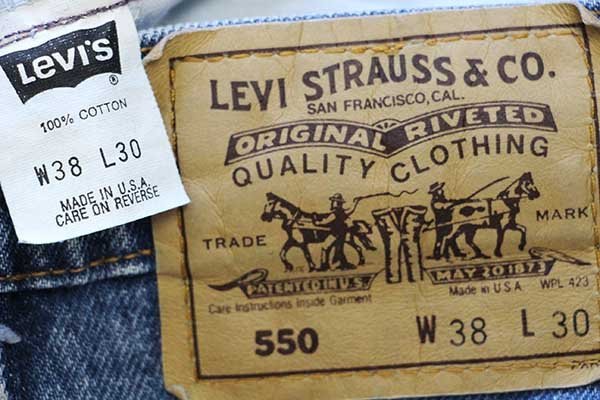 LEVI'S
®
100% COTTON
W38 L30
MADE IN U.S.A.
CARE ON REVERSE
LEVI STRAUSS & CO.
SAN FRANCISCO, CAL.
ORIGINAL RIVETED
QUALITY CLOTHING
TRADE MARK
PATENTED IN U.S. MAY 20 1873
Made in U S A WPL 423
Care Instructions Inside Garment
550 W 38 L 30